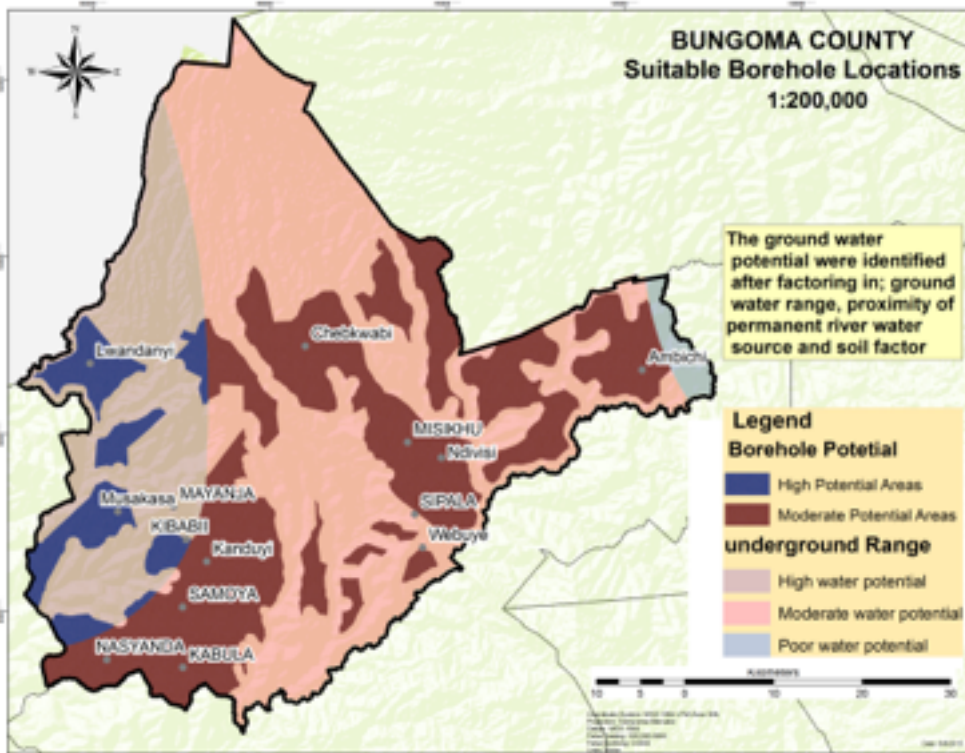 BUNGOMA COUNTY
Suitable Borehole Locations
1:200,000
N
W
E
S
The ground water
potential were identified
after factoring in; ground
water range, proximity of
permanent river water
source and soil factor
Lwandanyi
Cheokwabi
Ambichi
MISIKHU
Ndivisi
Musakasa
MAYANJA
SIPALA
KIBABII
Webuye
Kanduyi
SAMOYA
NASYANDA
KABULA
Legend
Borehole Potetial
High Potential Areas
Moderate Potential Areas
underground Range
High water potential
Moderate water potential
Poor water potential
Kilometers
10 5 0 10 20 30